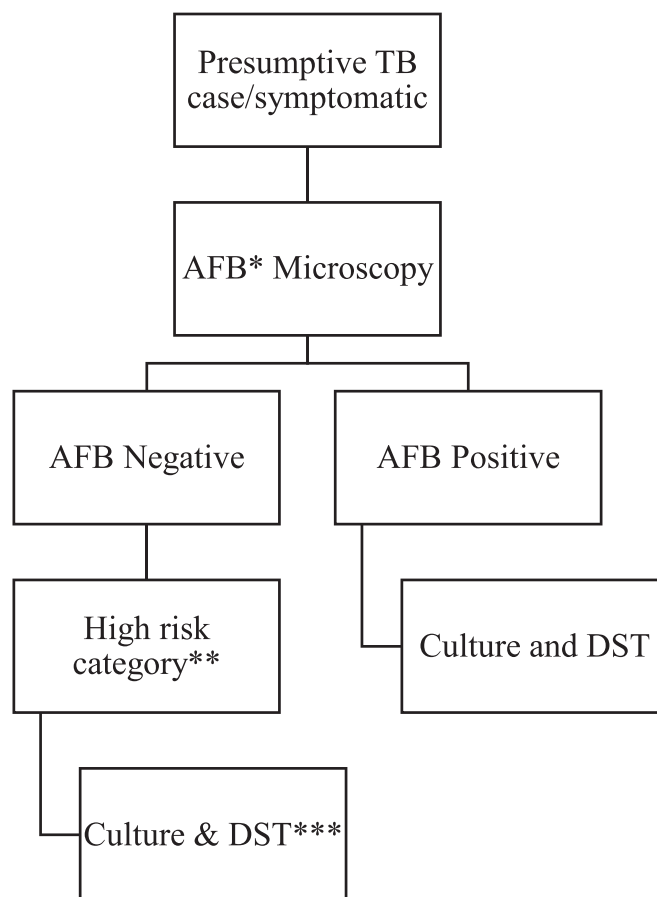 Presumptive TB
case/symptomatic
AFB* Microscopy
AFB Negative
AFB Positive
High risk
category**
Culture and DST
Culture & DST***